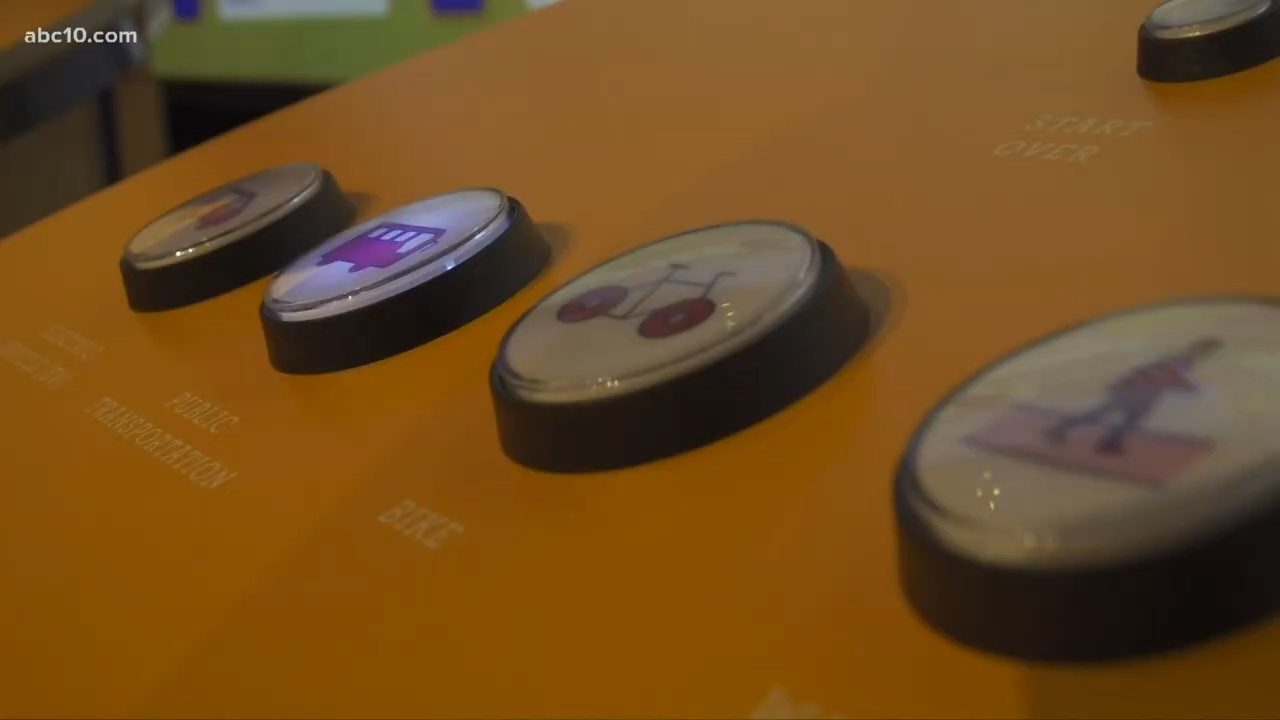 abc10.com
START
OVER
PUBLIC
TRANSPORTATION
BIKE